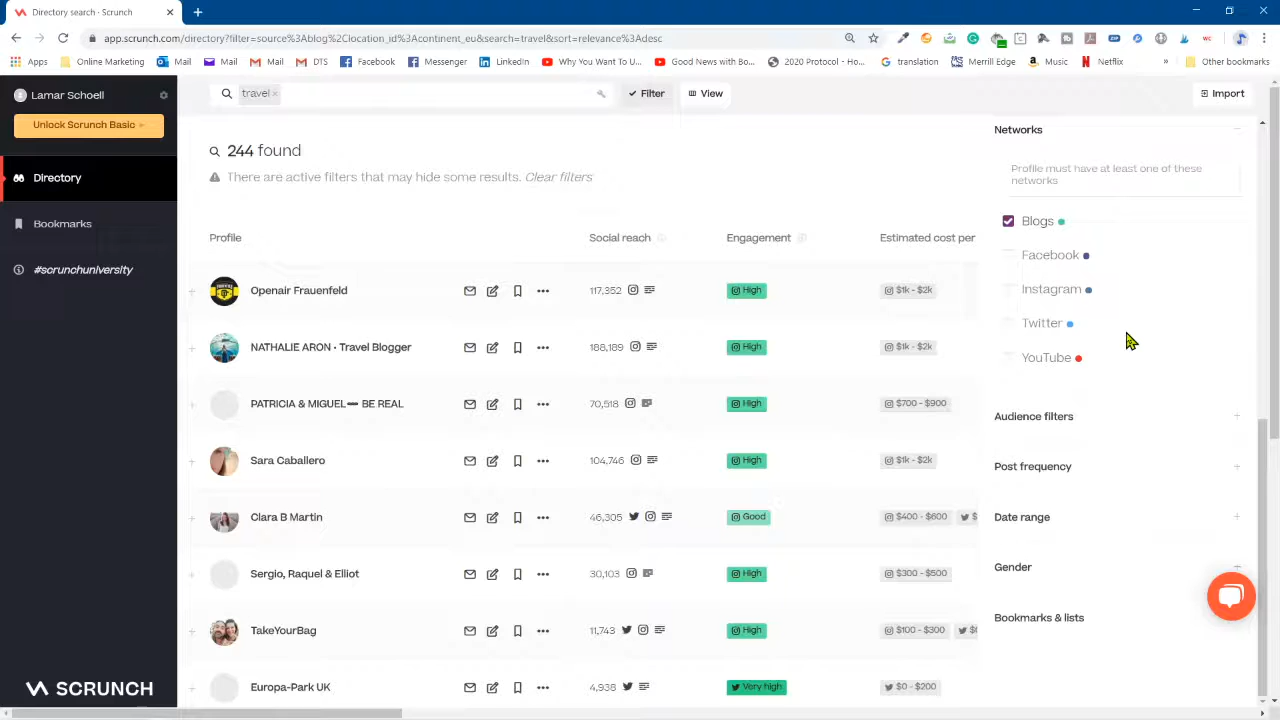 Directory search - Scrunch
app.scrunch.com/directory?filter=source%3Ablog%2Clocation_id%3Acontinent_eu&search=travel&sort=relevance%3Adesc
Apps Online Marketing Mail Mail Mail DTS Facebook Messenger LinkedIn Why You Want To U... Good News with Bo... 2020 Protocol - Ho... translation Merrill Edge Music Netflix Other bookmarks
Lamar Schoell
travel
Filter
View
Import
Unlock Scrunch Basic
Networks
244 found
Profile must have at least one of these
networks
Directory
There are active filters that may hide some results. Clear filters
Bookmarks
Blogs
Profile
Social reach
Engagement
Estimated cost per
Facebook
#scrunchuniversity
Openair Frauenfeld
117,352
High
$1k - $2k
Instagram
Twitter
NATHALIE ARON • Travel Blogger
188,189
High
$1k - $2k
YouTube
PATRICIA & MIGUEL BE REAL
70,518
High
$700 - $900
Audience filters
Sara Caballero
104,746
High
$1k - $2k
Post frequency
Clara B Martin
46,305
Good
$400 - $600
$
Date range
Sergio, Raquel & Elliot
30,103
High
$300 - $500
Gender
TakeYourBag
11,743
High
$100 - $300
Bookmarks & lists
Europa-Park UK
4,938
Very high
$0 - $200
SCRUNCH